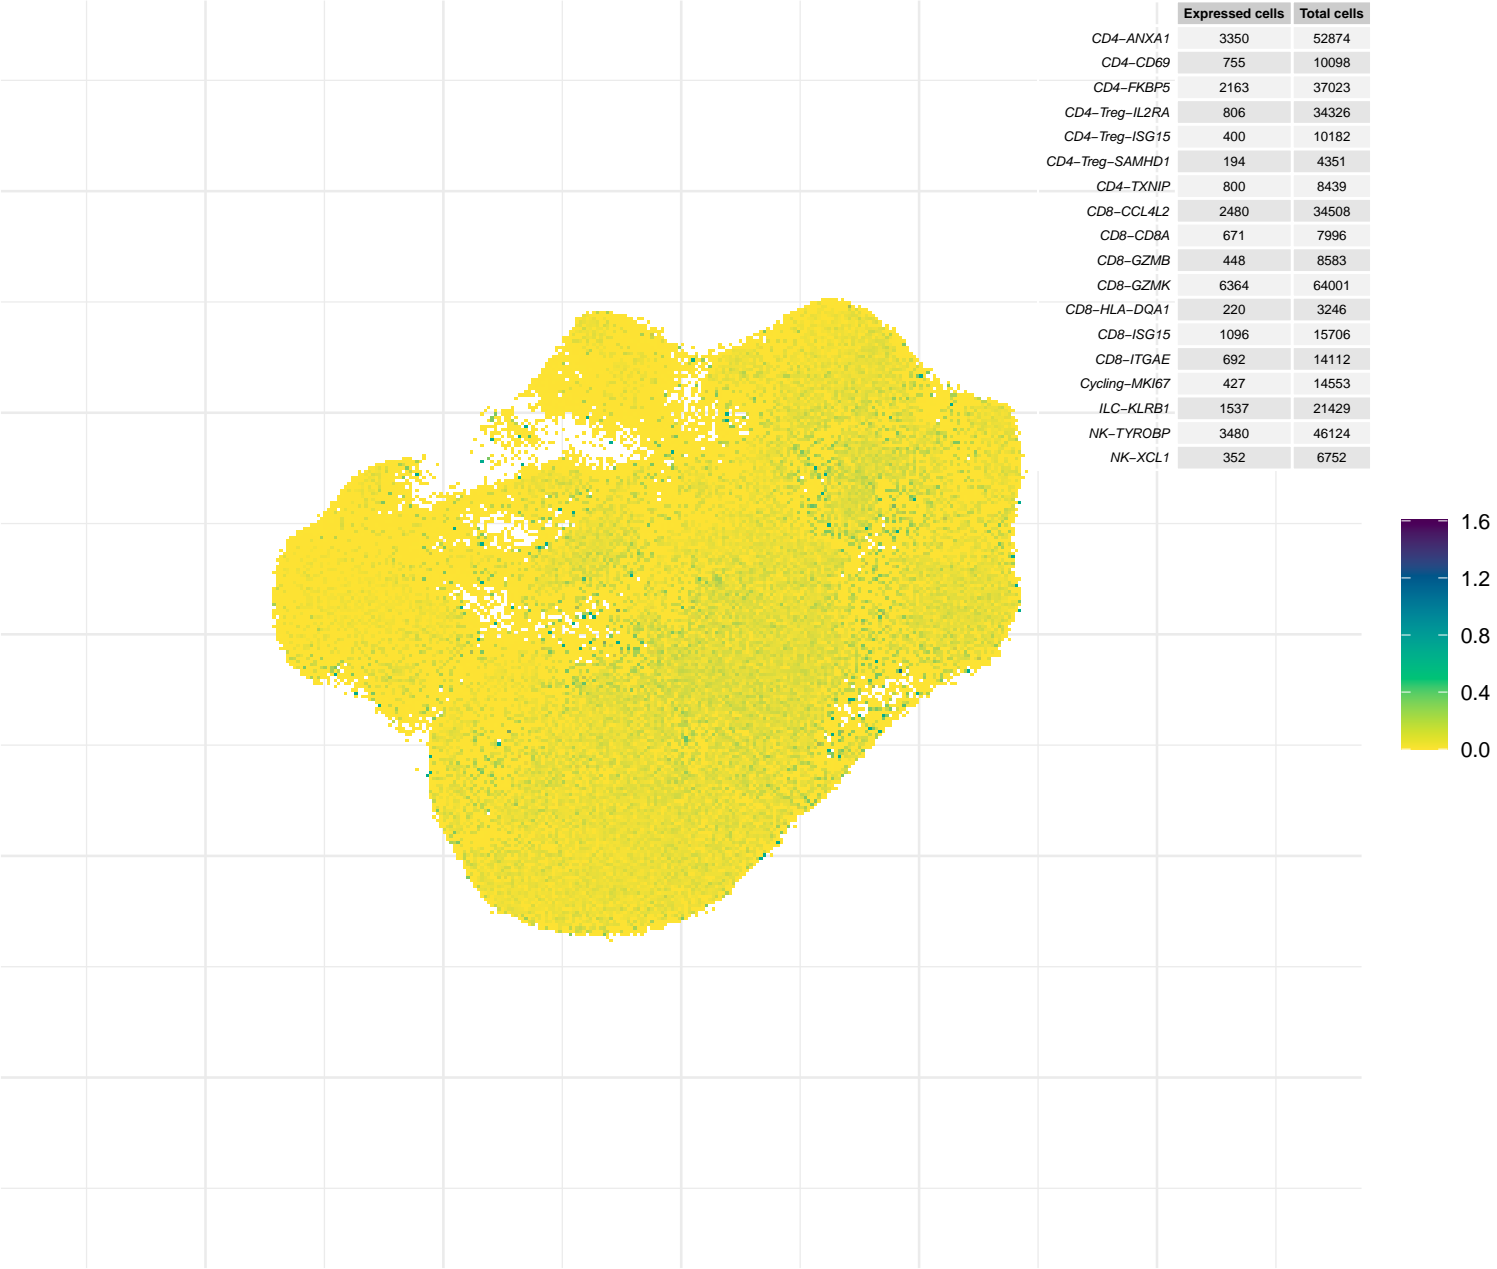 Expressed cells Total cells
CD4−ANXA1 3350 52874
CD4−CD69 755 10098
CD4−FKBP5 2163 37023
CD4−Treg−IL2RA 806 34326
CD4−Treg−ISG15 400 10182
CD4−Treg−SAMHD1 194 4351
CD4−TXNIP 800 8439
CD8−CCL4L2 2480 34508
CD8−CD8A 671 7996
CD8−GZMB 448 8583
CD8−GZMK 6364 64001
CD8−HLA−DQA1 220 3246
CD8−ISG15 1096 15706
CD8−ITGAE 692 14112
Cycling−MKI67 427 14553
ILC−KLRB1 1537 21429
NK−TYROBP 3480 46124
NK−XCL1 352 6752
1.6
1.2
0.8
0.4
0.0